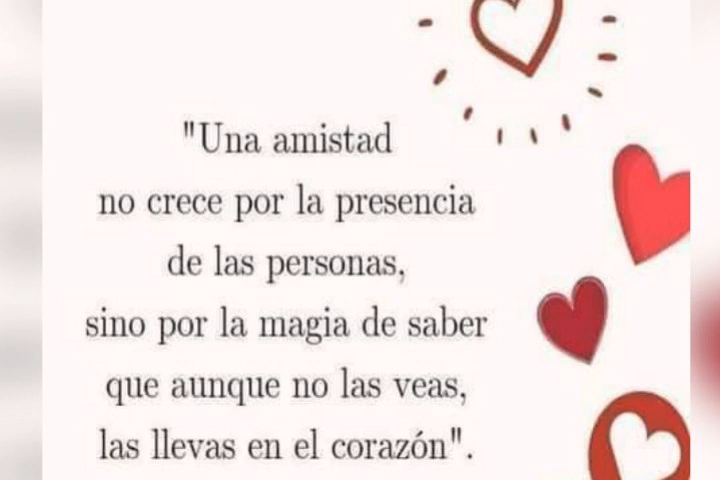 "Una amistad
no crece por la presencia
de las personas,
sino por la magia de saber
que aunque no las veas,
las llevas en el corazón".